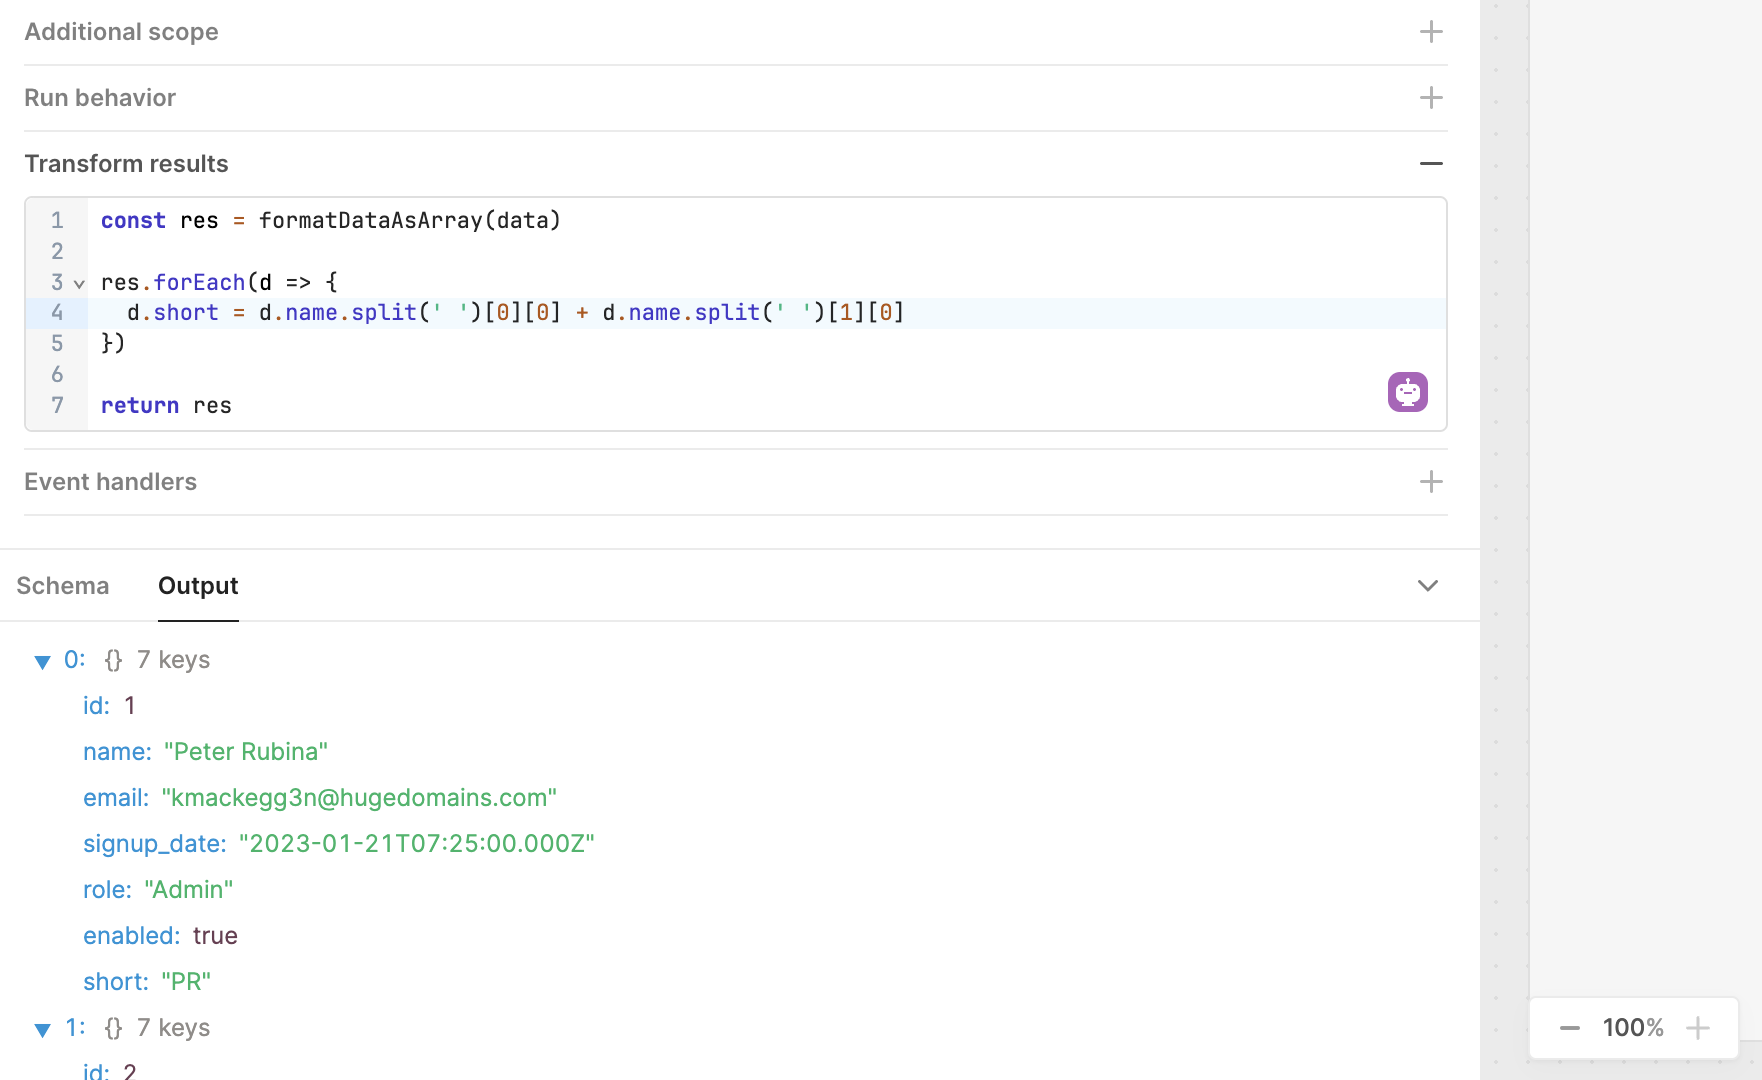 Additional scope
Run behavior
Transform results
1 const res = formatDataAsArray(data)
2
3 res.forEach(d => {
4 d.short = d.name.split(' ')[0][0] + d.name.split(' ')[1][0]
5 })
6
7 return res
Event handlers
Schema Output
0: {} 7 keys
id: 1
name: "Peter Rubina"
email: "kmackegg3n@hugedomains.com"
signup_date: "2023-01-21T07:25:00.000Z"
role: "Admin"
enabled: true
short: "PR"
1: {} 7 keys
id: 2
100%